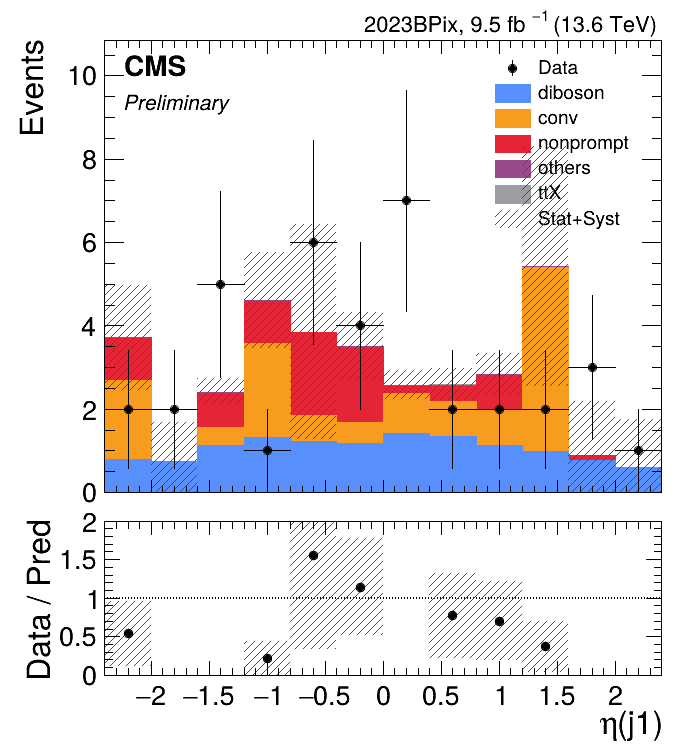 2023BPix, 9.5 fb⁻¹ (13.6 TeV)
CMS
Preliminary
Events
Data
diboson
conv
nonprompt
others
ttX
Stat+Syst
10
8
6
4
2
0
Data / Pred
2
1.5
1
0.5
0
−2 −1.5 −1 −0.5 0 0.5 1 1.5 2
η(j1)